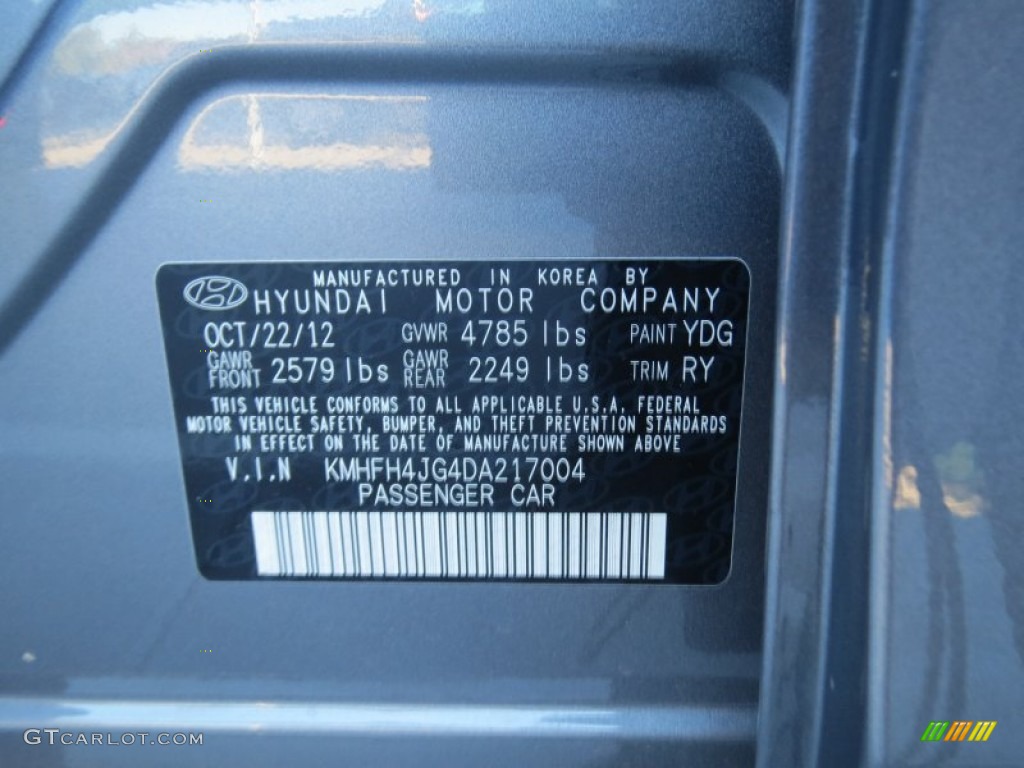 MANUFACTURED IN KOREA BY
HYUNDAI MOTOR COMPANY
OCT/22/12 GVWR 4785 lbs PAINT YDG
GAWR FRONT 2579 lbs GAWR REAR 2249 lbs TRIM RY
THIS VEHICLE CONFORMS TO ALL APPLICABLE U.S.A. FEDERAL
MOTOR VEHICLE SAFETY, BUMPER, AND THEFT PREVENTION STANDARDS
IN EFFECT ON THE DATE OF MANUFACTURE SHOWN ABOVE
V.I.N KMHFH4JG4DA217004
PASSENGER CAR
GTCARLOT.COM